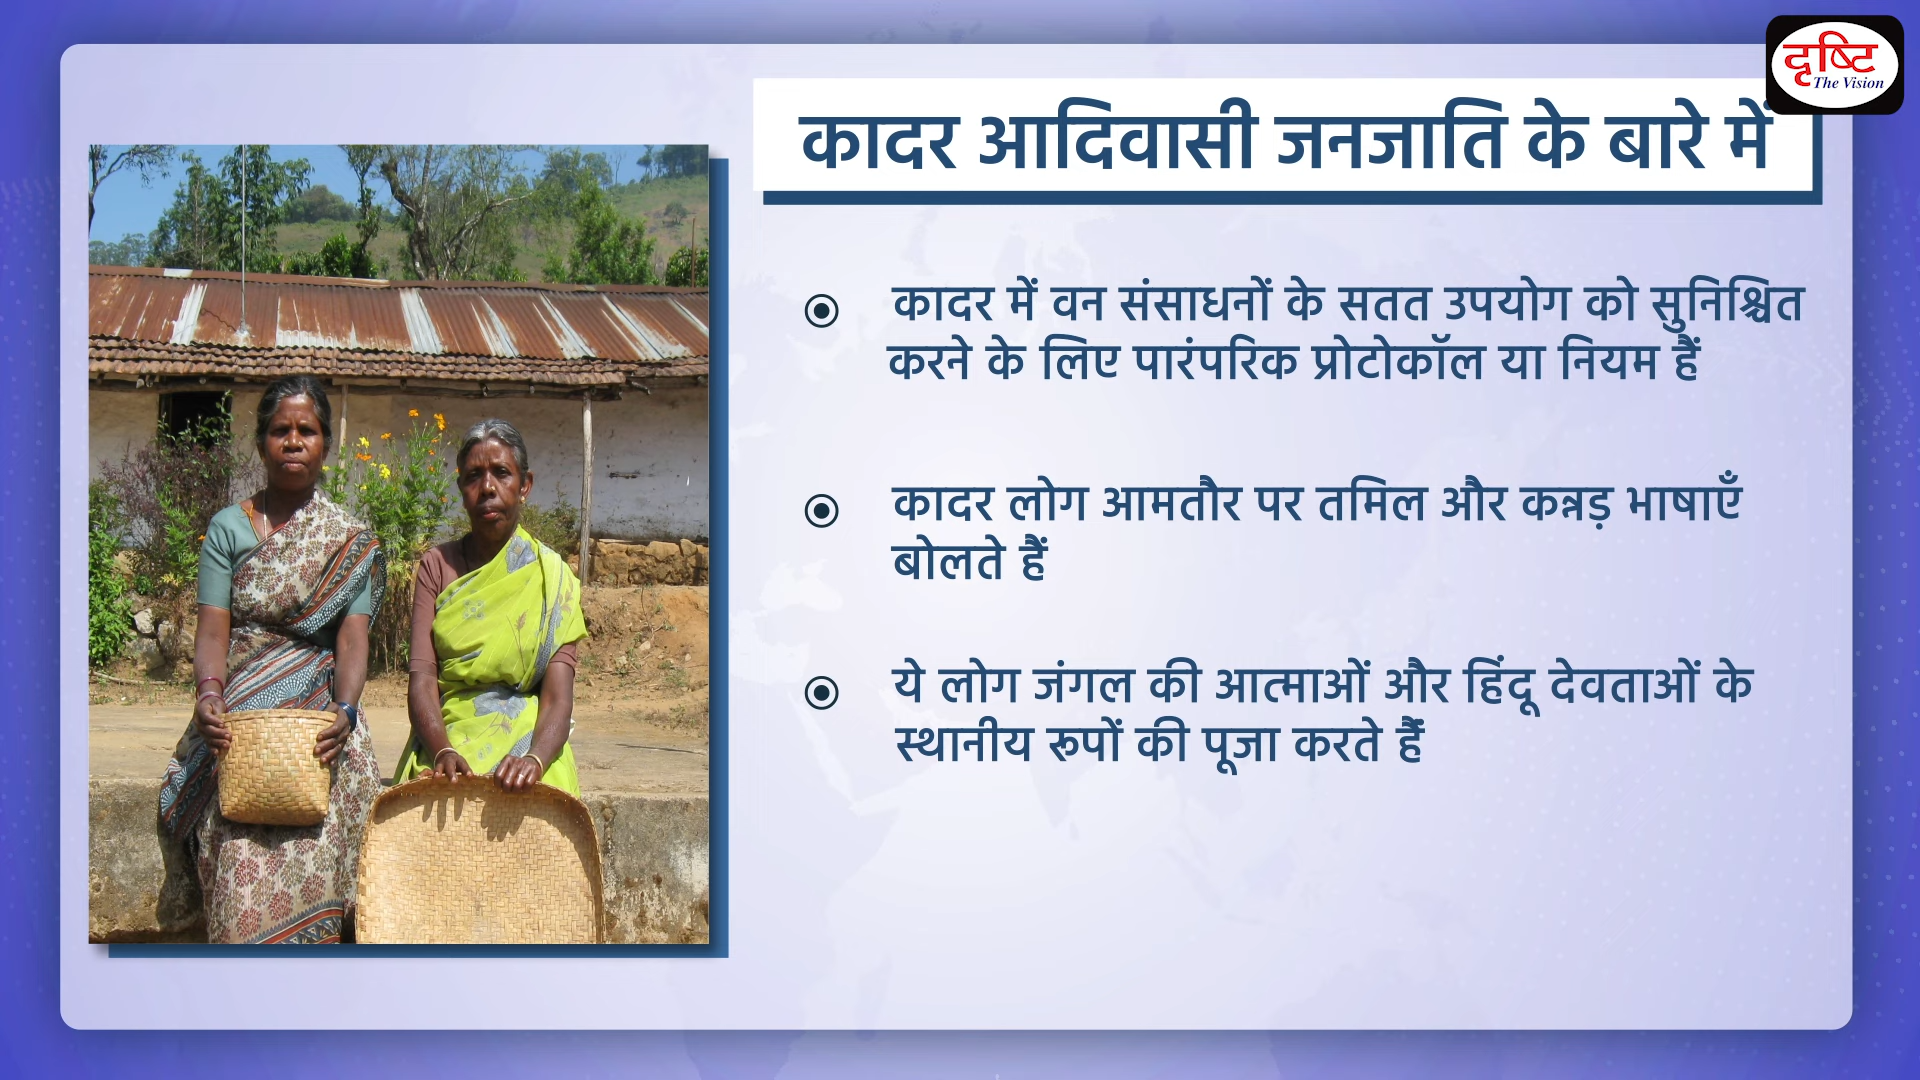 दृष्टि
The Vision
कादर आदिवासी जनजाति के बारे में
कादर में वन संसाधनों के सतत उपयोग को सुनिश्चित
करने के लिए पारंपरिक प्रोटोकॉल या नियम हैं
कादर लोग आमतौर पर तमिल और कन्नड़ भाषाएँ
बोलते हैं
ये लोग जंगल की आत्माओं और हिंदू देवताओं के
स्थानीय रूपों की पूजा करते हैं